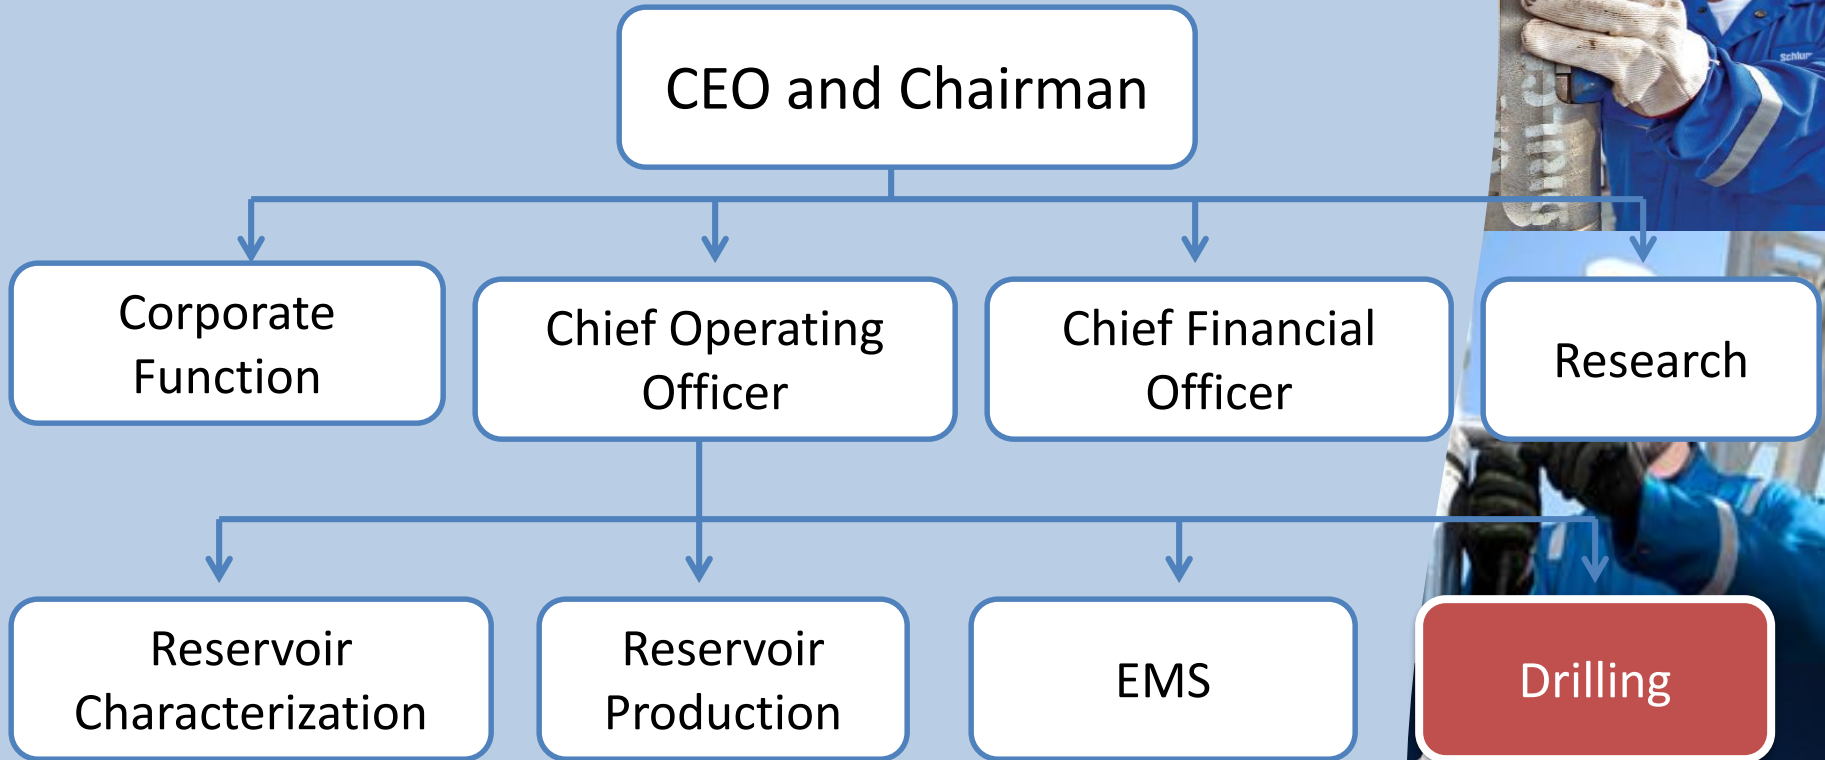 CEO and Chairman
Corporate
Function
Chief Operating
Officer
Chief Financial
Officer
Research
Reservoir
Characterization
Reservoir
Production
EMS
Drilling